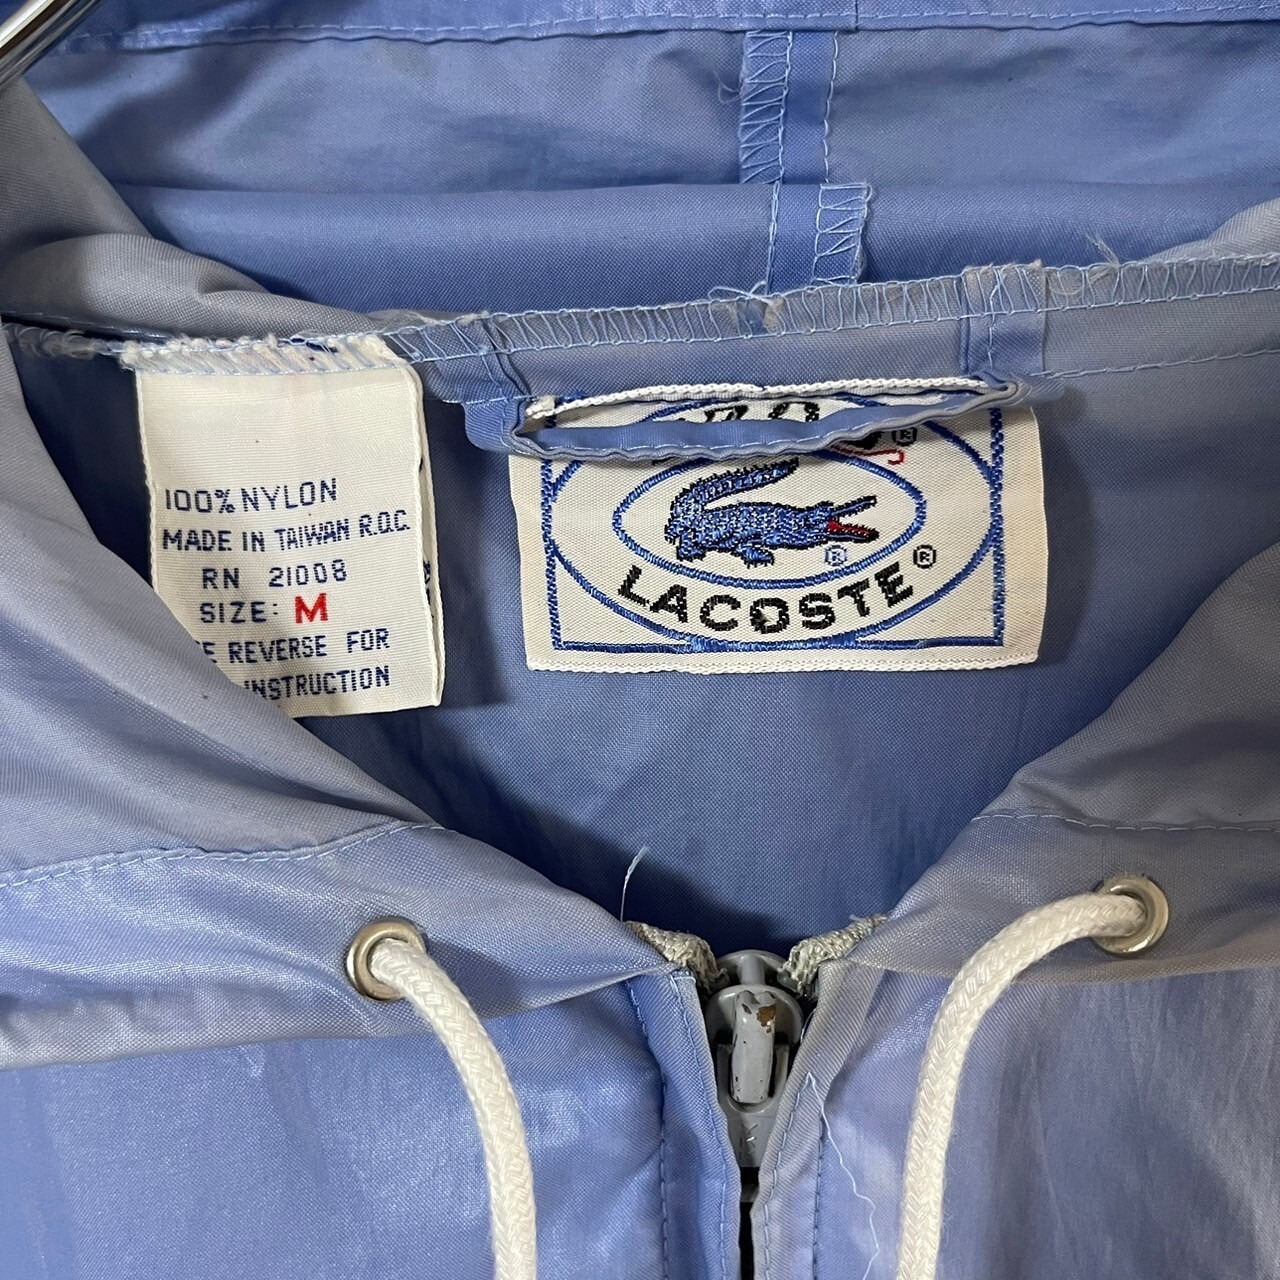 100% NYLON
MADE IN TAIWAN R.O.C.
RN 21008
SIZE: M
REVERSE FOR
INSTRUCTION
®
®
LACOSTE®